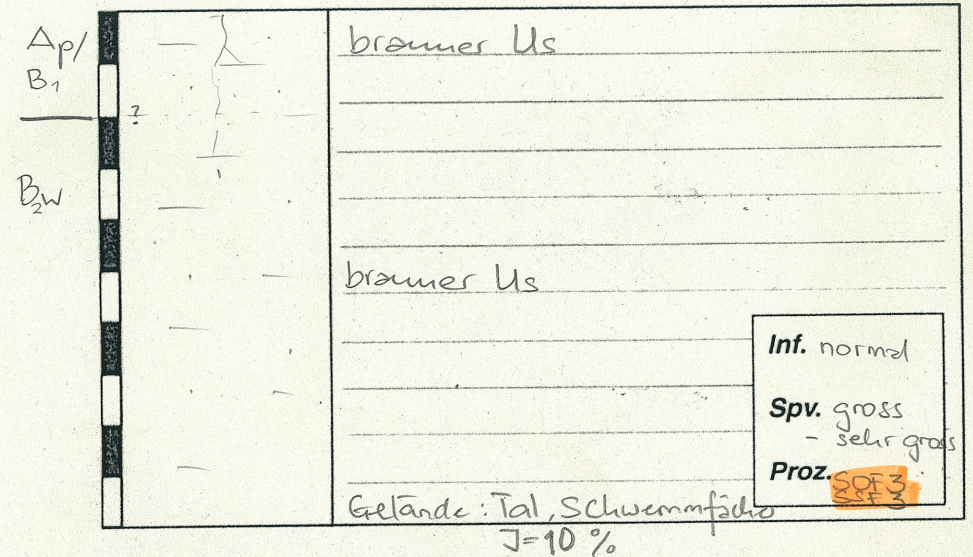 Ap/
B1
?
B2w
brauner Us
brauner Us
Inf. normal
Spv. gross
- sehr gross
Proz. SOF3
SSF3
Gelände: Tal, Schwemmfächer
J=10 %